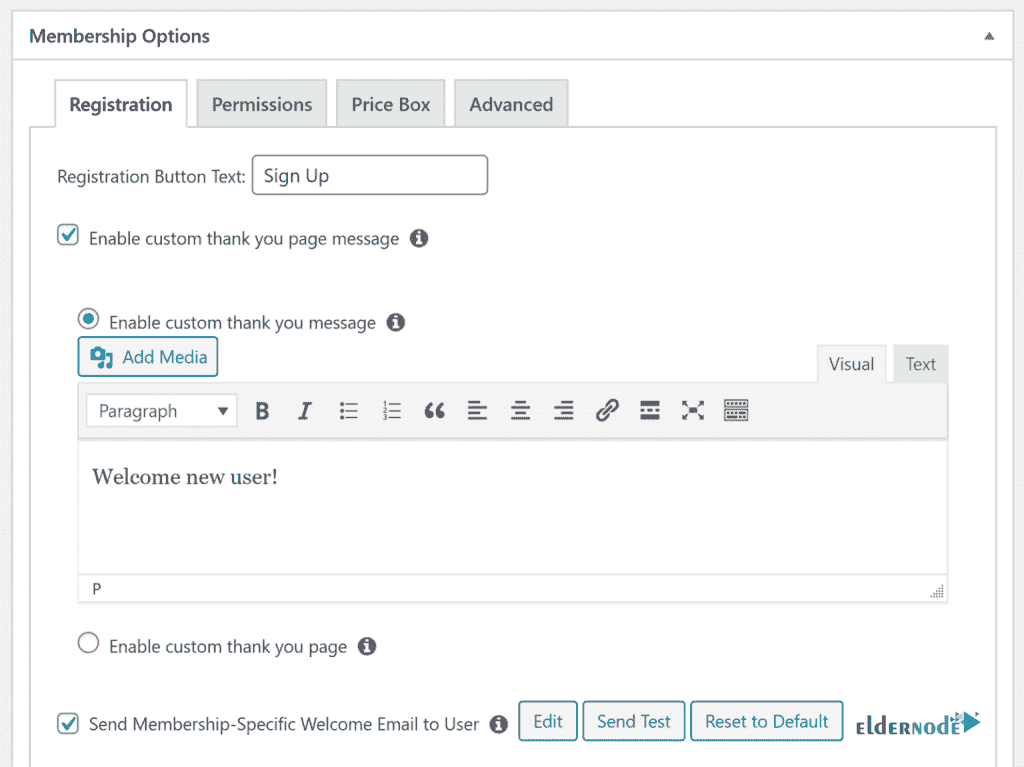 Membership Options
Registration Permissions Price Box Advanced
Registration Button Text: Sign Up
Enable custom thank you page message
Enable custom thank you message
Add Media
Visual Text
Paragraph B I
Welcome new user!
P
Enable custom thank you page
Send Membership-Specific Welcome Email to User Edit Send Test Reset to Default ElderNode